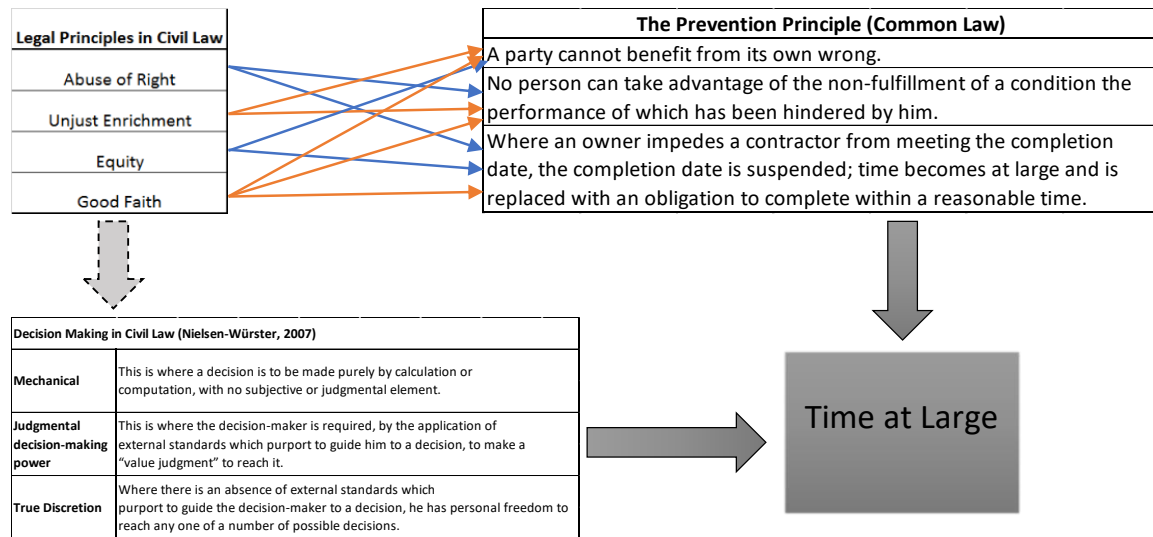 Legal Principles in Civil Law
Abuse of Right
Unjust Enrichment
Equity
Good Faith
The Prevention Principle (Common Law)
A party cannot benefit from its own wrong.
No person can take advantage of the non-fulfillment of a condition the
performance of which has been hindered by him.
Where an owner impedes a contractor from meeting the completion
date, the completion date is suspended; time becomes at large and is
replaced with an obligation to complete within a reasonable time.
Decision Making in Civil Law (Nielsen-Würster, 2007)
Mechanical
This is where a decision is to be made purely by calculation or
computation, with no subjective or judgmental element.
Judgmental
decision-making
power
This is where the decision-maker is required, by the application of
external standards which purport to guide him to a decision, to make a
“value judgment” to reach it.
True Discretion
Where there is an absence of external standards which
purport to guide the decision-maker to a decision, he has personal freedom to
reach any one of a number of possible decisions.
Time at Large